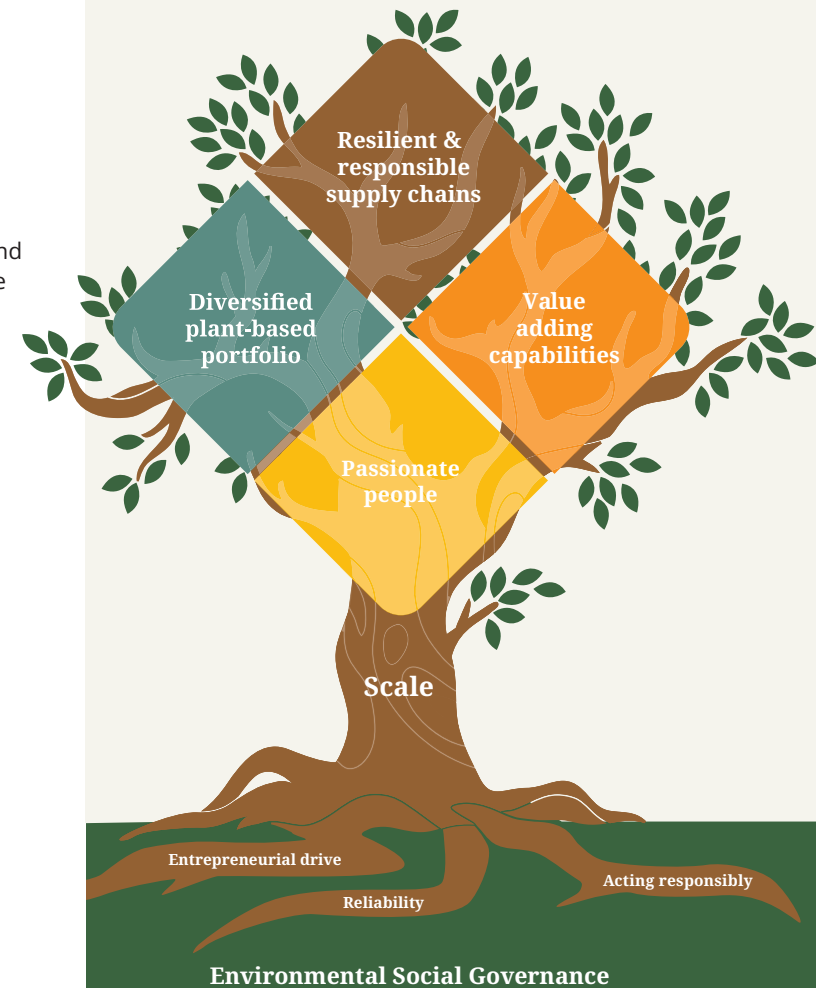 nd
e
Resilient &
responsible
supply chains
Diversified
plant-based
portfolio
Value
adding
capabilities
Passionate
people
Scale
Entrepreneurial drive
Reliability
Acting responsibly
Environmental Social Governance